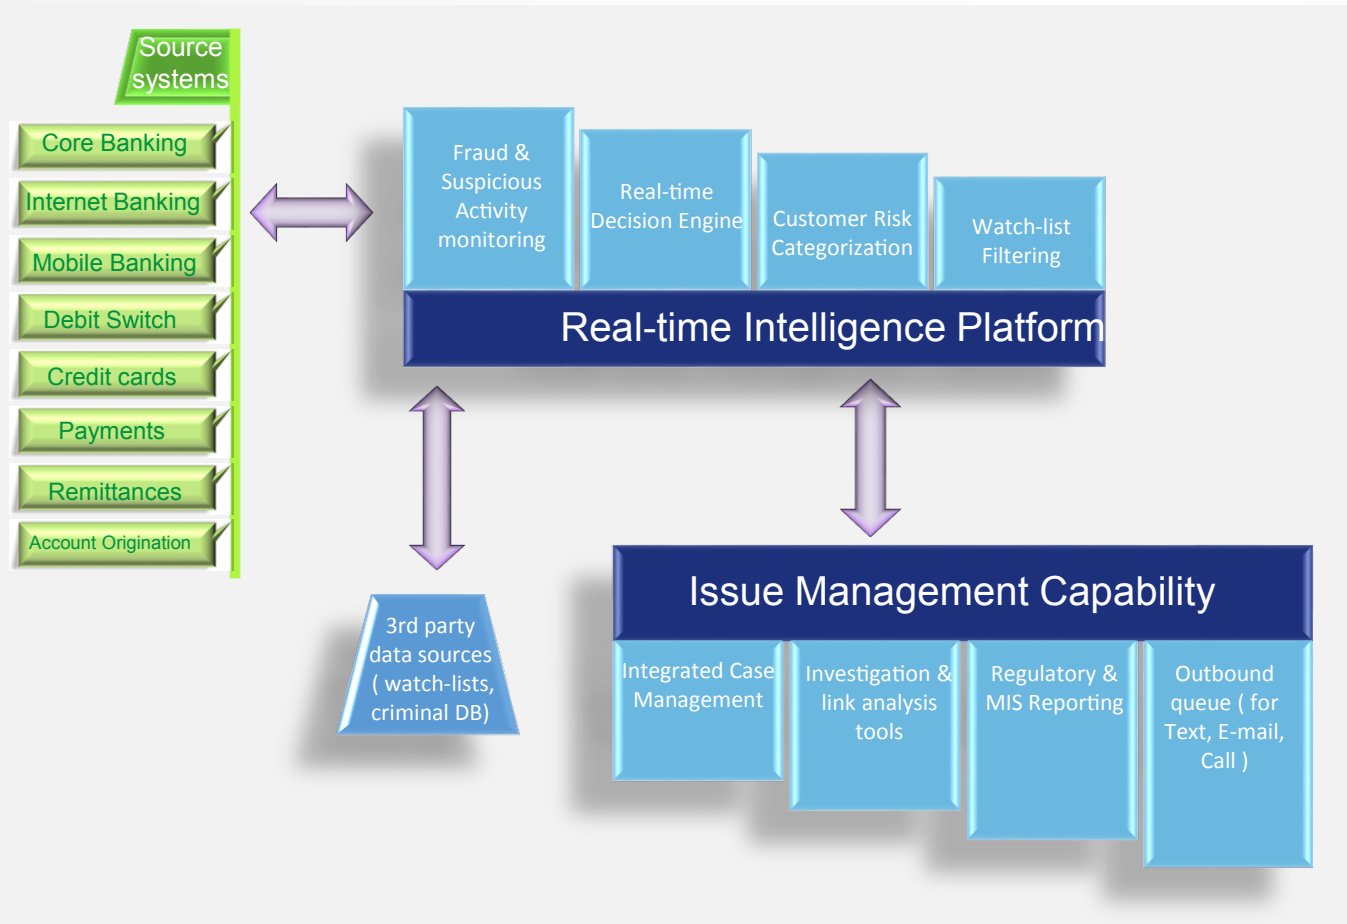 Source
systems
Core Banking
Internet Banking
Mobile Banking
Debit Switch
Credit cards
Payments
Remittances
Account Origination
Fraud &
Suspicious
Activity
monitoring
Real-time
Decision Engine
Customer Risk
Categorization
Watch-list
Filtering
Real-time Intelligence Platform
3rd party
data sources
( watch-lists,
criminal DB)
Issue Management Capability
Integrated Case
Management
Investigation &
link analysis
tools
Regulatory &
MIS Reporting
Outbound
queue ( for
Text, E-mail,
Call )